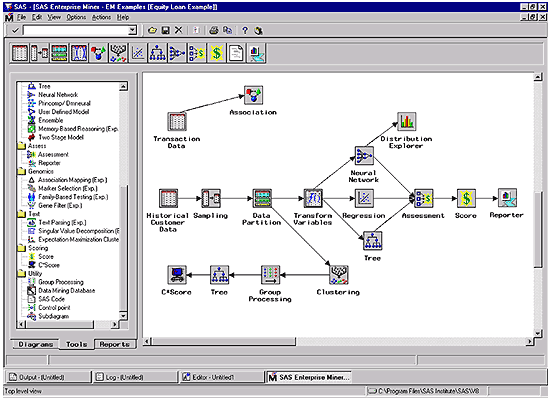 SAS - [SAS Enterprise Miner - EM Examples [Equity Loan Example]]
File Edit View Options Actions Help
Tree
Neural Network
Princomp/Dmneural
User Defined Model
Ensemble
Memory-Based Reasoning (Exp.
Two Stage Model
Assess
Assessment
Reporter
Genomics
Association Mapping (Exp.)
Marker Selection (Exp.)
Family-Based Testing (Exp.)
Gene Filter (Exp.)
Text
Text Parsing (Exp.)
Singular Value Decomposition (E
Expectation-Maximization Cluste
Scoring
Score
C*Score
Utility
Group Processing
Data Mining Database
SAS Code
Control point
Subdiagram
Diagrams Tools Reports
Transaction Data
Association
Distribution Explorer
Neural Network
Historical Customer Data
Sampling
Data Partition
Transform Variables
Regression
Assessment
Score
Reporter
Tree
C*Score
Tree
Group Processing
Clustering
Output - (Untitled)
Log - (Untitled)
Editor - Untitled1
SAS Enterprise Miner...
Top level view
C:\Program Files\SAS Institute\SAS\V8